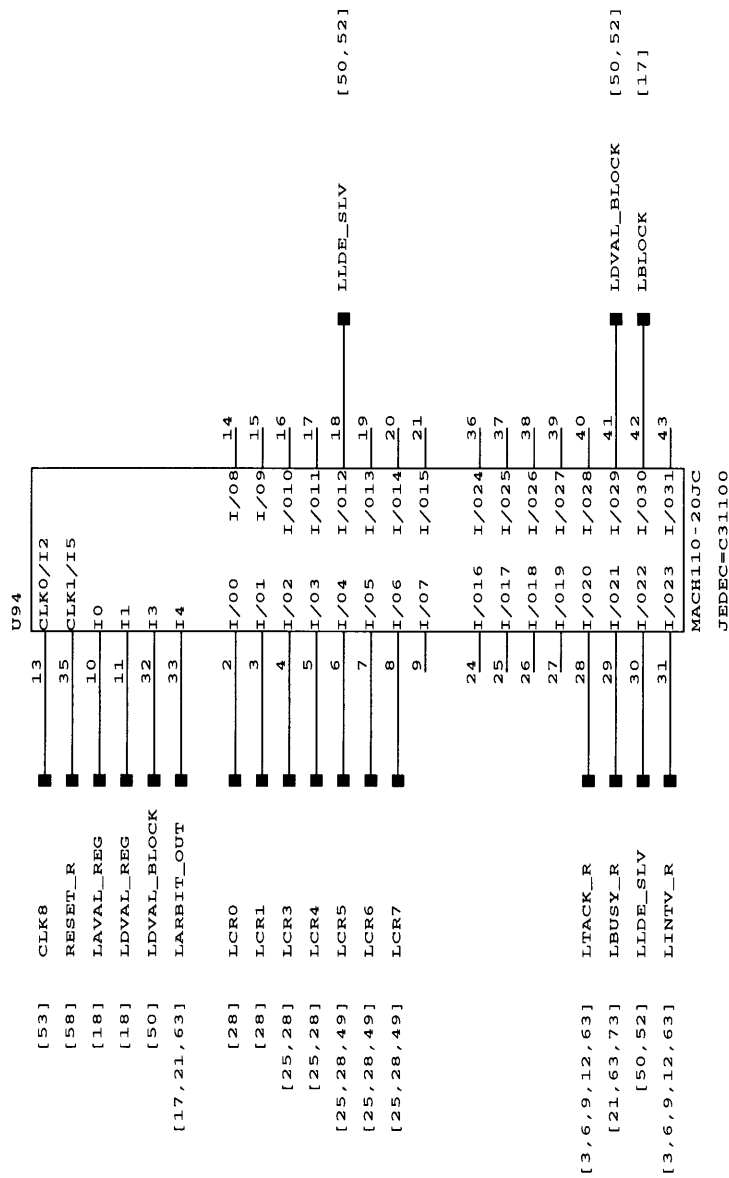 U94
[53] CLK8 13 CLK0/I2
[58] RESET_R 35 CLK1/I5
[18] LAVAL_REG 10 I0
[18] LDVAL_REG 11 I1
[50] LDVAL_BLOCK 32 I3
[17,21,63] LARBIT_OUT 33 I4
[28] LCR0 2 I/O0 I/O8 14
[28] LCR1 3 I/O1 I/O9 15
[25,28] LCR3 4 I/O2 I/O10 16
[25,28] LCR4 5 I/O3 I/O11 17
[25,28,49] LCR5 6 I/O4 I/O12 18 LLDE_SLV [50,52]
[25,28,49] LCR6 7 I/O5 I/O13 19
[25,28,49] LCR7 8 I/O6 I/O14 20
9 I/O7 I/O15 21
24 I/O16 I/O24 36
25 I/O17 I/O25 37
26 I/O18 I/O26 38
27 I/O19 I/O27 39
[3,6,9,12,63] LTACK_R 28 I/O20 I/O28 40
[21,63,73] LBUSY_R 29 I/O21 I/O29 41 LDVAL_BLOCK [50,52]
[50,52] LLDE_SLV 30 I/O22 I/O30 42 LBLOCK [17]
[3,6,9,12,63] LINTV_R 31 I/O23 I/O31 43
MACH110-20JC
JEDEC=C31100